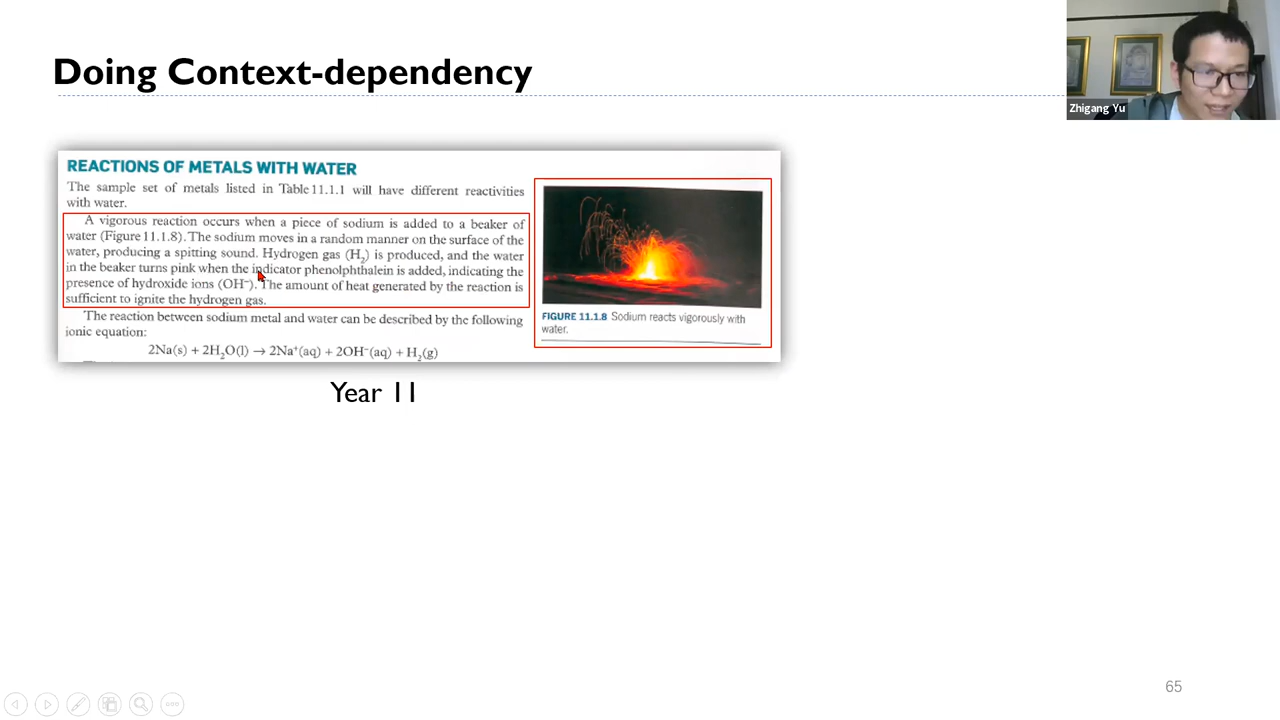 Doing Context-dependency
Zhigang Yu
REACTIONS OF METALS WITH WATER
The sample set of metals listed in Table 11.1.1 will have different reactivities
with water.
A vigorous reaction occurs when a piece of sodium is added to a beaker of
water (Figure 11.1.8). The sodium moves in a random manner on the surface of the
water, producing a spitting sound. Hydrogen gas (H₂) is produced, and the water
in the beaker turns pink when the indicator phenolphthalein is added, indicating the
presence of hydroxide ions (OH⁻). The amount of heat generated by the reaction is
sufficient to ignite the hydrogen gas.
The reaction between sodium metal and water can be described by the following
ionic equation:
2Na(s) + 2H₂O(l) → 2Na⁺(aq) + 2OH⁻(aq) + H₂(g)
FIGURE 11.1.8 Sodium reacts vigorously with
water.
Year 11
65